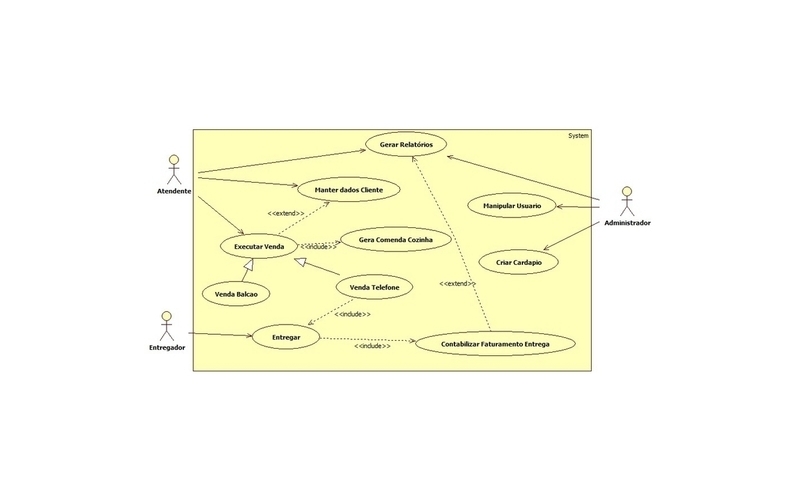 System
Gerar Relatórios
Atendente
Manter dados Cliente
Manipular Usuario
<<extend>>
Administrador
Executar Venda
<<include>>
Gera Comenda Cozinha
Criar Cardapio
Venda Balcao
Venda Telefone
<<extend>>
<<include>>
Entregador
Entregar
<<include>>
Contabilizar Faturamento Entrega